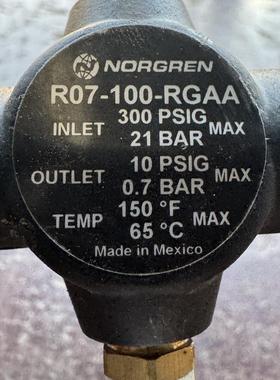 NORGREN
R07-100-RGAA
INLET 300 PSIG MAX
21 BAR
OUTLET 10 PSIG MAX
0.7 BAR
TEMP 150 °F MAX
65 °C
Made in Mexico